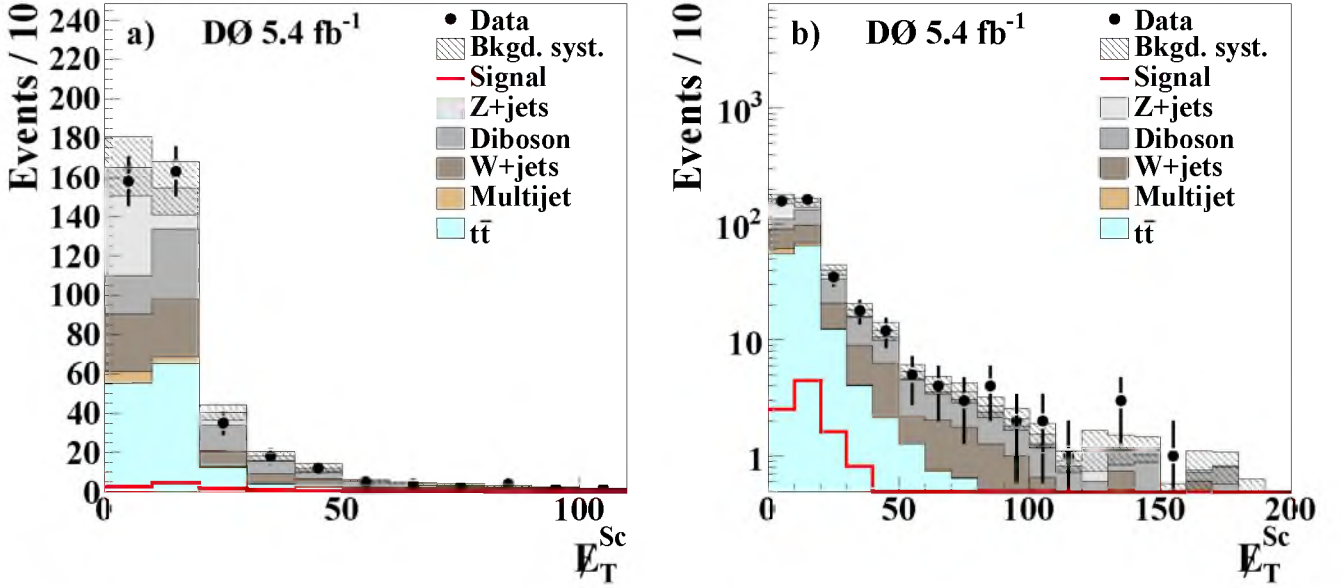 Events / 10
240
220
200
180
160
140
120
100
80
60
40
20
0
0
50
100
a) DØ 5.4 fb⁻¹
Data
Bkgd. syst.
Signal
Z+jets
Diboson
W+jets
Multijet
tt̄
E̸_T^Sc
Events / 10
10³
10²
10
1
0
50
100
150
200
b) DØ 5.4 fb⁻¹
Data
Bkgd. syst.
Signal
Z+jets
Diboson
W+jets
Multijet
tt̄
E̸_T^Sc